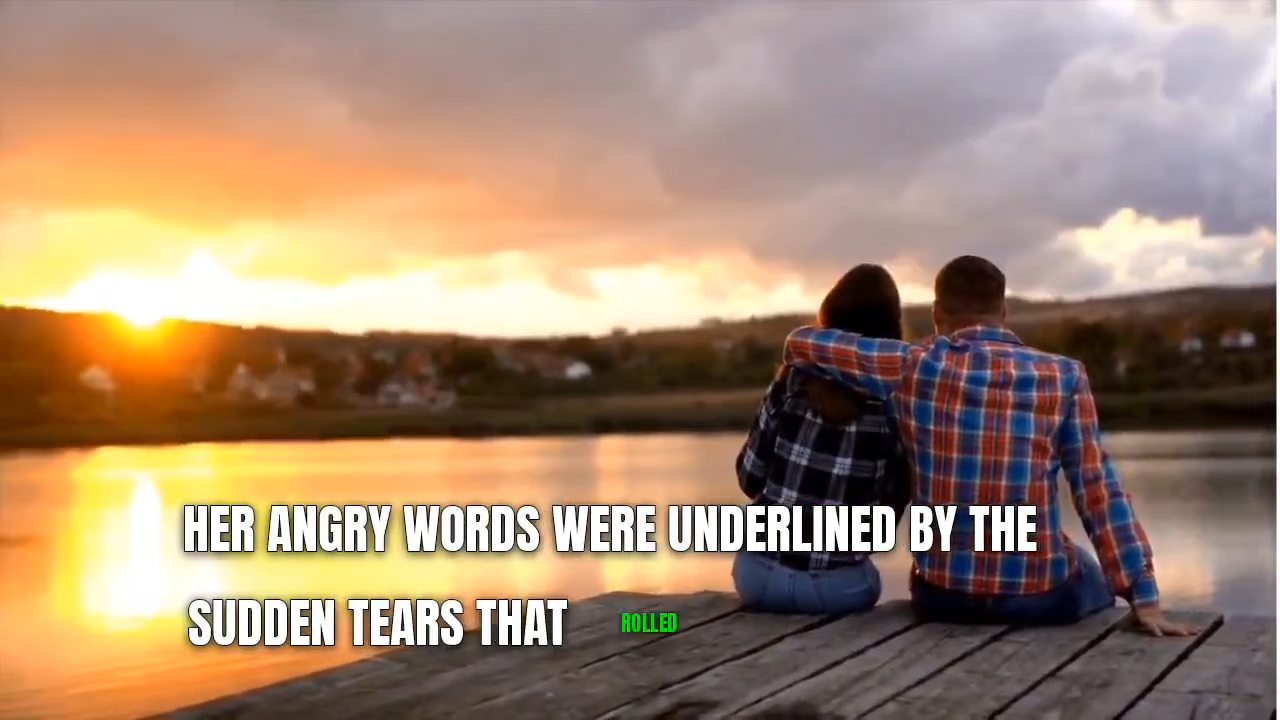 HER ANGRY WORDS WERE UNDERLINED BY THE
SUDDEN TEARS THAT ROLLED